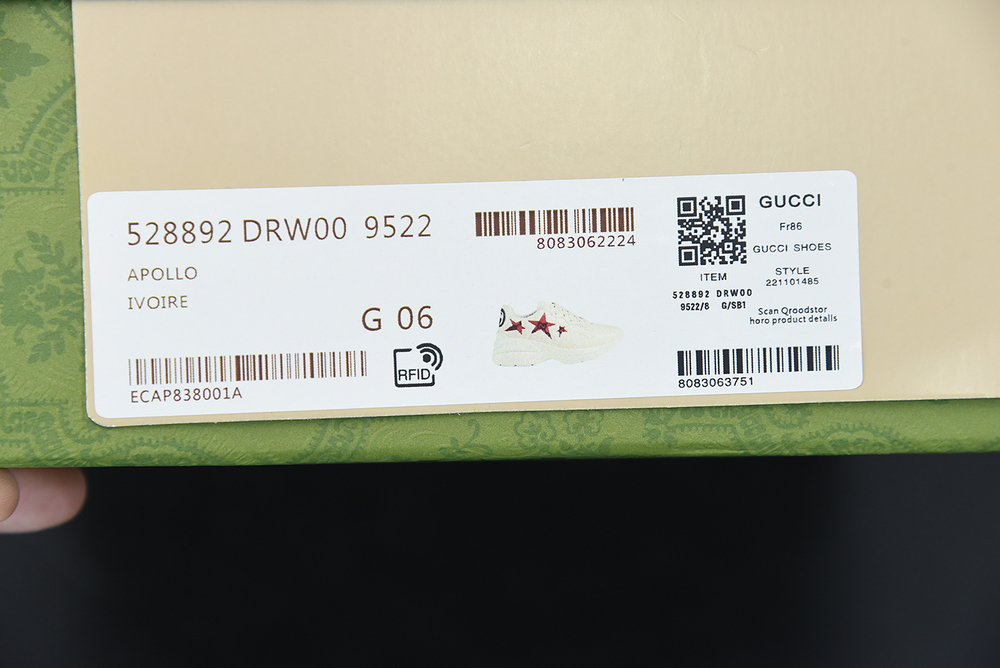 528892 DRW00 9522
APOLLO
IVOIRE
G 06
RFID
ECAP838001A
8083062224
GUCCI
Fr86
GUCCI SHOES
ITEM
STYLE
221101485
528892 DRW00
9522/8 G/SB1
Scan Qroodstor
horo product detalls
8083063751